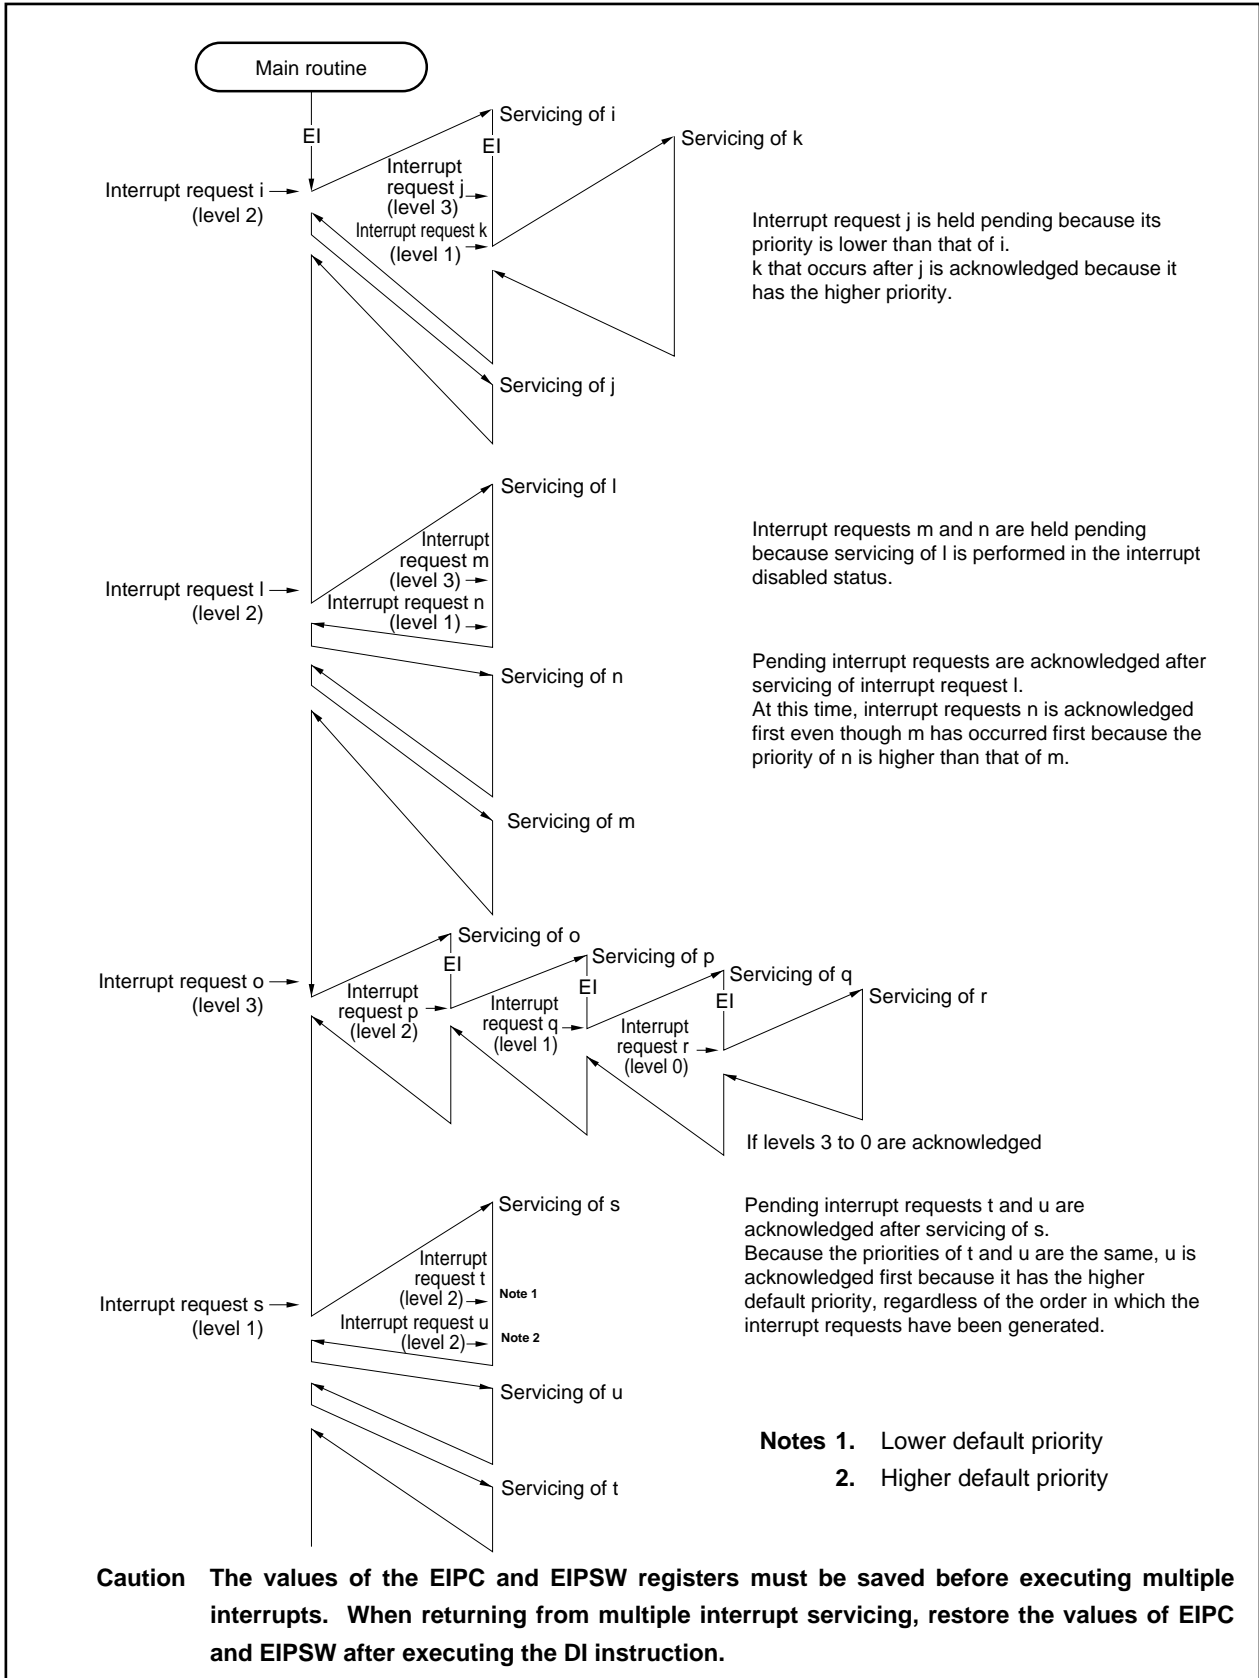 Main routine
EI
Servicing of i
EI
Servicing of k
Interrupt
request j
(level 3)
Interrupt request i
(level 2)
Interrupt request k
(level 1)
Interrupt request j is held pending because its
priority is lower than that of i.
k that occurs after j is acknowledged because it
has the higher priority.
Servicing of j
Servicing of l
Interrupt
request m
(level 3)
Interrupt request l
(level 2)
Interrupt request n
(level 1)
Interrupt requests m and n are held pending
because servicing of l is performed in the interrupt
disabled status.
Servicing of n
Pending interrupt requests are acknowledged after
servicing of interrupt request l.
At this time, interrupt requests n is acknowledged
first even though m has occurred first because the
priority of n is higher than that of m.
Servicing of m
Servicing of o
EI
Servicing of p
EI
Servicing of q
EI
Servicing of r
Interrupt request o
(level 3)
Interrupt
request p
(level 2)
Interrupt
request q
(level 1)
Interrupt
request r
(level 0)
If levels 3 to 0 are acknowledged
Servicing of s
Interrupt
request t
(level 2)
Note 1
Interrupt request s
(level 1)
Interrupt request u
(level 2)
Note 2
Pending interrupt requests t and u are
acknowledged after servicing of s.
Because the priorities of t and u are the same, u is
acknowledged first because it has the higher
default priority, regardless of the order in which the
interrupt requests have been generated.
Servicing of u
Servicing of t
Notes 1. Lower default priority
2. Higher default priority
Caution The values of the EIPC and EIPSW registers must be saved before executing multiple
interrupts. When returning from multiple interrupt servicing, restore the values of EIPC
and EIPSW after executing the DI instruction.